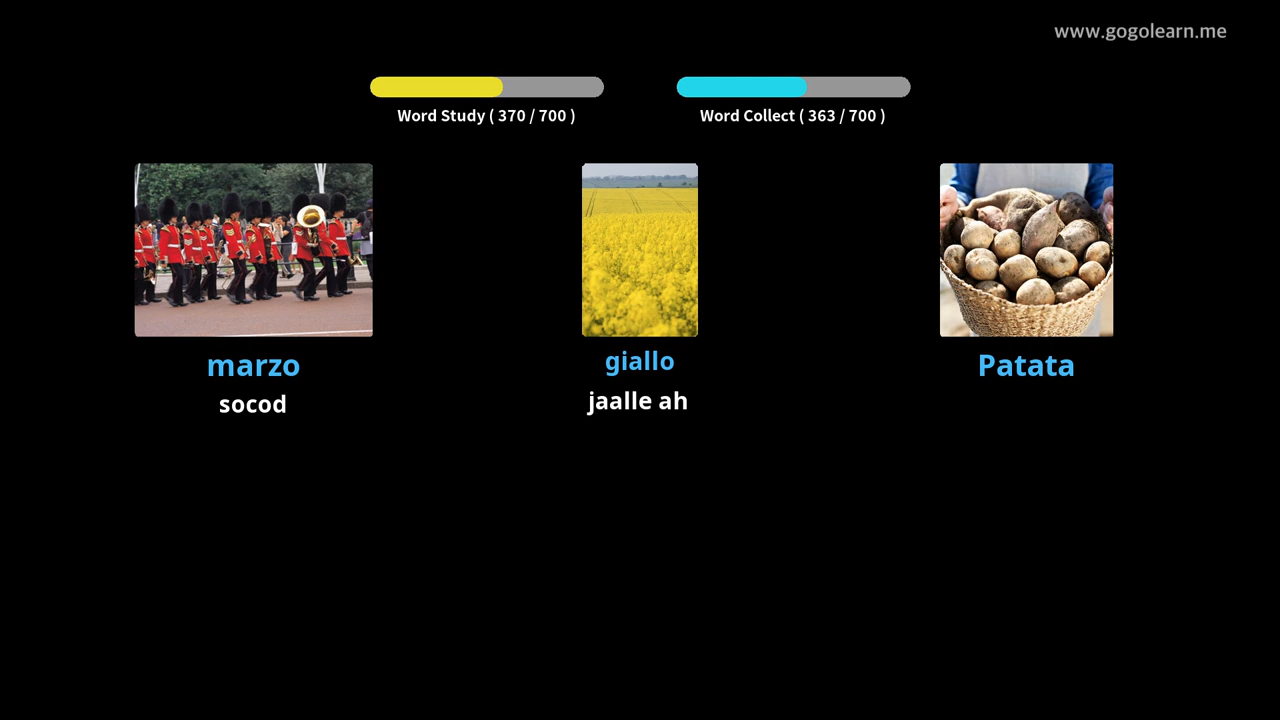 www.gogolearn.me
Word Study ( 370 / 700 )
Word Collect ( 363 / 700 )
marzo
socod
giallo
jaalle ah
Patata